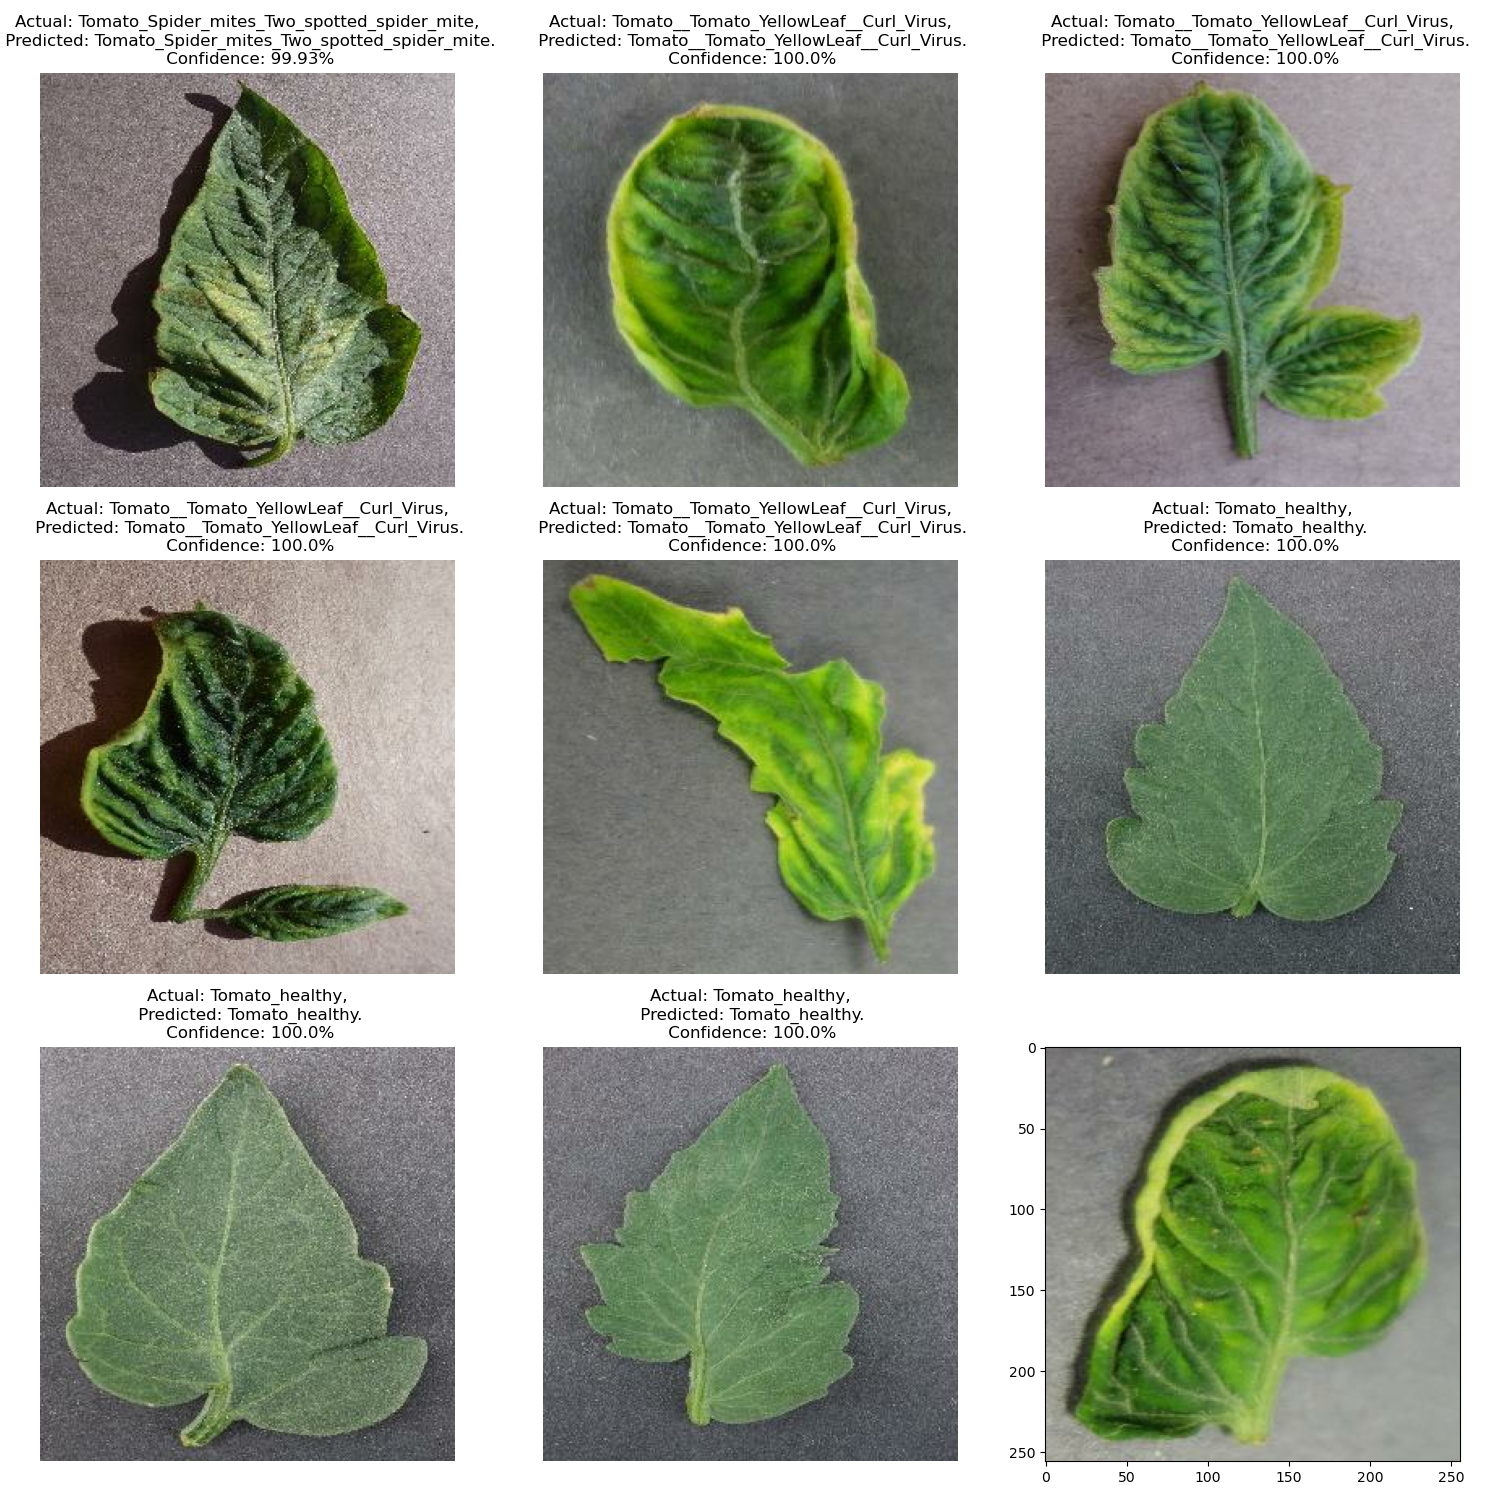 Actual: Tomato_Spider_mites_Two_spotted_spider_mite,
Predicted: Tomato_Spider_mites_Two_spotted_spider_mite.
Confidence: 99.93%
Actual: Tomato__Tomato_YellowLeaf__Curl_Virus,
Predicted: Tomato__Tomato_YellowLeaf__Curl_Virus.
Confidence: 100.0%
Actual: Tomato__Tomato_YellowLeaf__Curl_Virus,
Predicted: Tomato__Tomato_YellowLeaf__Curl_Virus.
Confidence: 100.0%
Actual: Tomato__Tomato_YellowLeaf__Curl_Virus,
Predicted: Tomato__Tomato_YellowLeaf__Curl_Virus.
Confidence: 100.0%
Actual: Tomato__Tomato_YellowLeaf__Curl_Virus,
Predicted: Tomato__Tomato_YellowLeaf__Curl_Virus.
Confidence: 100.0%
Actual: Tomato_healthy,
Predicted: Tomato_healthy.
Confidence: 100.0%
Actual: Tomato_healthy,
Predicted: Tomato_healthy.
Confidence: 100.0%
Actual: Tomato_healthy,
Predicted: Tomato_healthy.
Confidence: 100.0%
0
50
100
150
200
250
0 50 100 150 200 250